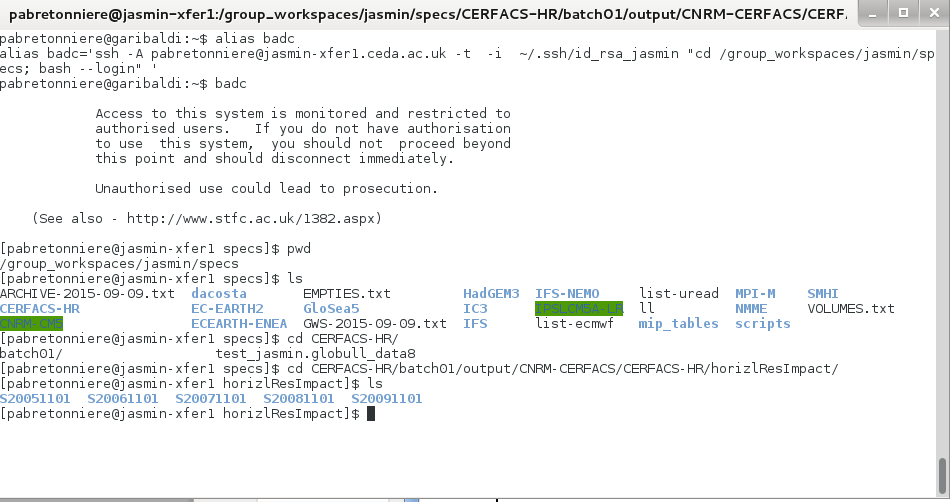 pabretonniere@jasmin-xfer1:/group_workspaces/jasmin/specs/CERFACS-HR/batch01/output/CNRM-CERFACS/CERF.
pabretonniere@garibaldi:~$ alias badc
alias badc='ssh -A pabretonniere@jasmin-xfer1.ceda.ac.uk -t  -i  ~/.ssh/id_rsa_jasmin "cd /group_workspaces/jasmin/sp
ecs; bash --login" '
pabretonniere@garibaldi:~$ badc
Access to this system is monitored and restricted to
authorised users.   If you do not have authorisation
to use  this system,  you should not  proceed beyond
this point and should disconnect immediately.
Unauthorised use could lead to prosecution.
(See also - http://www.stfc.ac.uk/1382.aspx)
[pabretonniere@jasmin-xfer1 specs]$ pwd
/group_workspaces/jasmin/specs
[pabretonniere@jasmin-xfer1 specs]$ ls
ARCHIVE-2015-09-09.txt  dacosta       EMPTIES.txt         HadGEM3  IFS-NEMO    list-uread  MPI-M    SMHI
CERFACS-HR              EC-EARTH2     GloSea5             IC3      IPSLCM5A-LR  ll          NMME     VOLUMES.txt
CNRM-CM5                ECEARTH-ENEA  GWS-2015-09-09.txt  IFS      list-ecmwf   mip_tables  scripts
[pabretonniere@jasmin-xfer1 specs]$ cd CERFACS-HR/
batch01/                   test_jasmin.globull_data8
[pabretonniere@jasmin-xfer1 specs]$ cd CERFACS-HR/batch01/output/CNRM-CERFACS/CERFACS-HR/horizlResImpact/
[pabretonniere@jasmin-xfer1 horizlResImpact]$ ls
S20051101  S20061101  S20071101  S20081101  S20091101
[pabretonniere@jasmin-xfer1 horizlResImpact]$